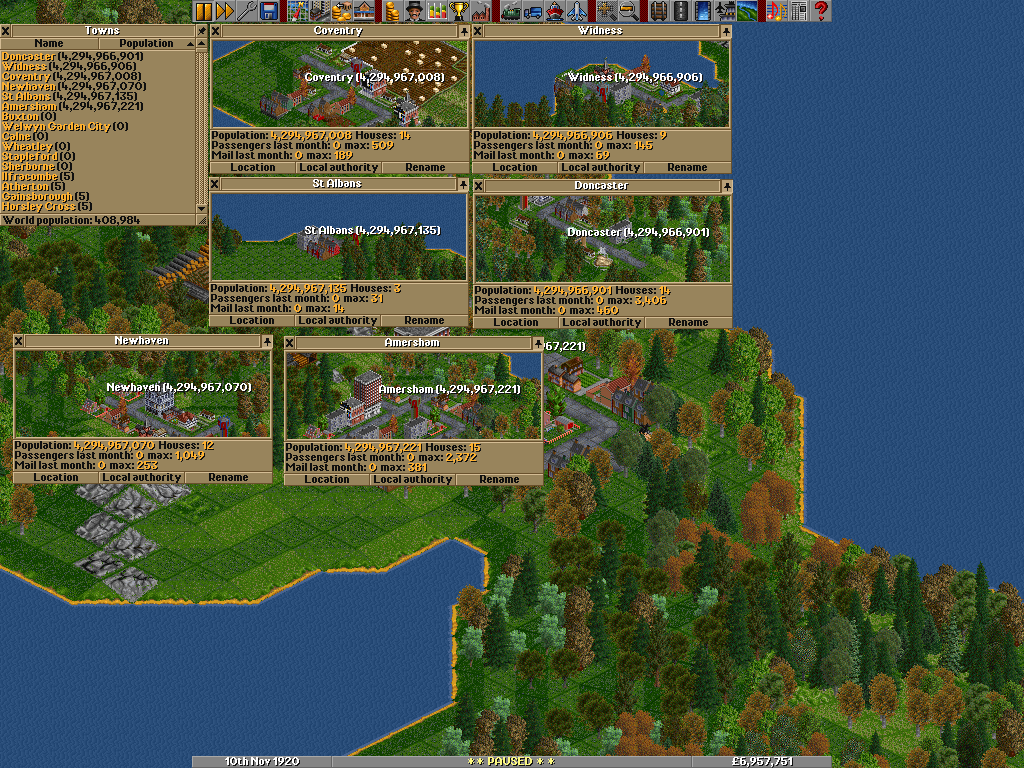 Towns
Name Population
Doncaster (4,294,966,901)
Widness (4,294,966,906)
Coventry (4,294,967,008)
Newhaven (4,294,967,070)
St Albans (4,294,967,135)
Amersham (4,294,967,221)
Buxton (0)
Welwyn Garden City (0)
Calne (0)
Wheatley (0)
Stapleford (0)
Sherborne (0)
Ilfracombe (5)
Atherton (5)
Gainsborough (5)
Horsley Cross (5)
World population: 408,984
Coventry
Coventry (4,294,967,008)
Population: 4,294,967,008 Houses: 14
Passengers last month: 0 max: 509
Mail last month: 0 max: 189
Location Local authority Rename
Widness
Widness (4,294,966,906)
Population: 4,294,966,906 Houses: 9
Passengers last month: 0 max: 145
Mail last month: 0 max: 69
Location Local authority Rename
St Albans
St Albans (4,294,967,135)
Population: 4,294,967,135 Houses: 3
Passengers last month: 0 max: 31
Mail last month: 0 max: 14
Location Local authority Rename
Doncaster
Doncaster (4,294,966,901)
Population: 4,294,966,901 Houses: 14
Passengers last month: 0 max: 3,406
Mail last month: 0 max: 460
Location Local authority Rename
Newhaven
Newhaven (4,294,967,070)
Population: 4,294,967,070 Houses: 12
Passengers last month: 0 max: 1,049
Mail last month: 0 max: 253
Location Local authority Rename
Amersham
Amersham (4,294,967,221)
Population: 4,294,967,221 Houses: 15
Passengers last month: 0 max: 2,372
Mail last month: 0 max: 381
Location Local authority Rename
67,221)
10th Nov 1920
* * PAUSED * *
£6,957,751